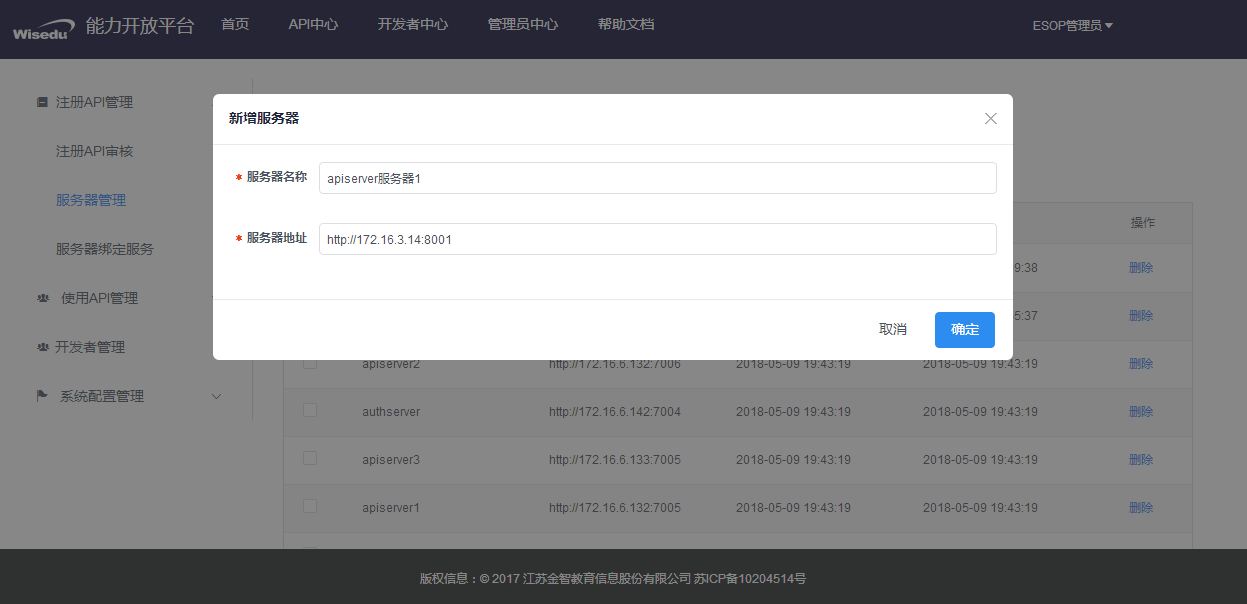 Wisedu 能力开放平台 首页 API中心 开发者中心 管理员中心 帮助文档 ESOP管理员
注册API管理
注册API审核
服务器管理
服务器绑定服务
使用API管理
开发者管理
系统配置管理
新增服务器
* 服务器名称 apiserver服务器1
* 服务器地址 http://172.16.3.14:8001
取消 确定
操作
9:38 删除
5:37 删除
apiserver2 http://172.16.6.132:7006 2018-05-09 19:43:19 2018-05-09 19:43:19 删除
authserver http://172.16.6.142:7004 2018-05-09 19:43:19 2018-05-09 19:43:19 删除
apiserver3 http://172.16.6.133:7005 2018-05-09 19:43:19 2018-05-09 19:43:19 删除
apiserver1 http://172.16.6.132:7005 2018-05-09 19:43:19 2018-05-09 19:43:19 删除
版权信息：© 2017 江苏金智教育信息股份有限公司 苏ICP备10204514号